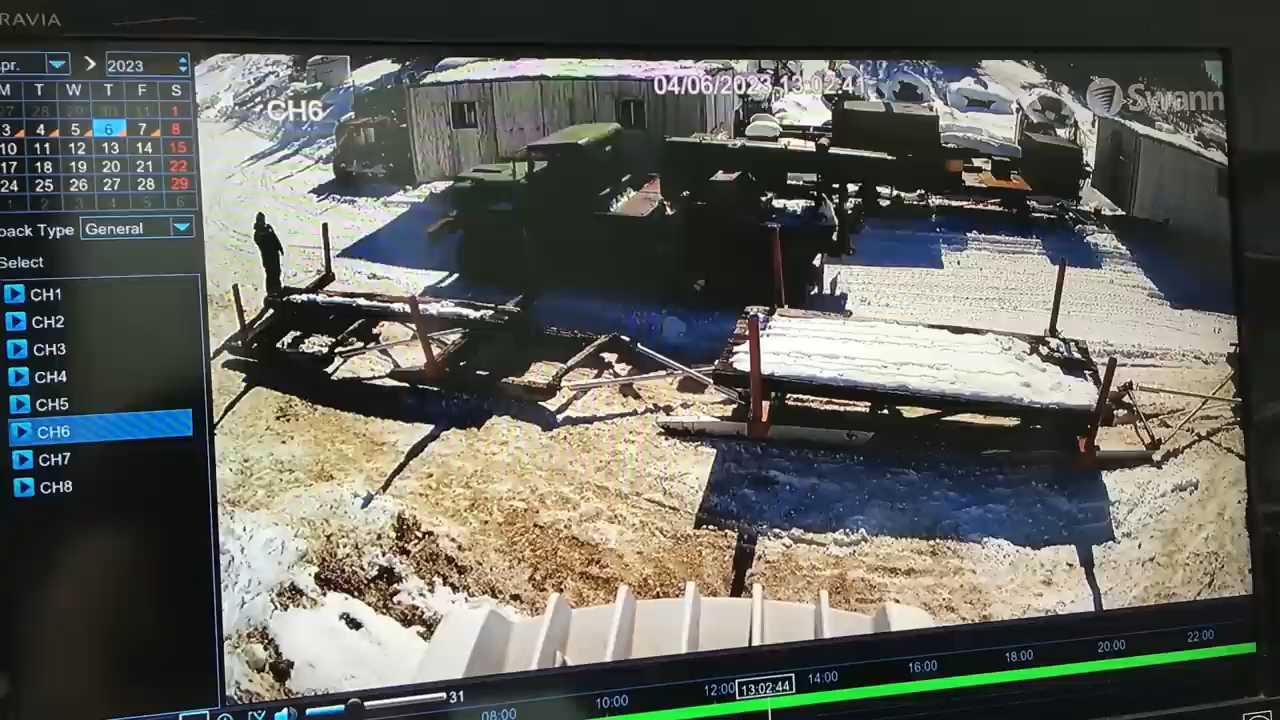 RAVIA
pr.
2023
M T W T F S
27 28 29 30 31 1
3 4 5 6 7 8
10 11 12 13 14 15
17 18 19 20 21 22
24 25 26 27 28 29
1 2 3 4 5 6
back Type General
Select
CH1
CH2
CH3
CH4
CH5
CH6
CH7
CH8
04/06/2023 13:02:41
CH6
Swann
31
08:00 10:00 12:00 13:02:44 14:00 16:00 18:00 20:00 22:00